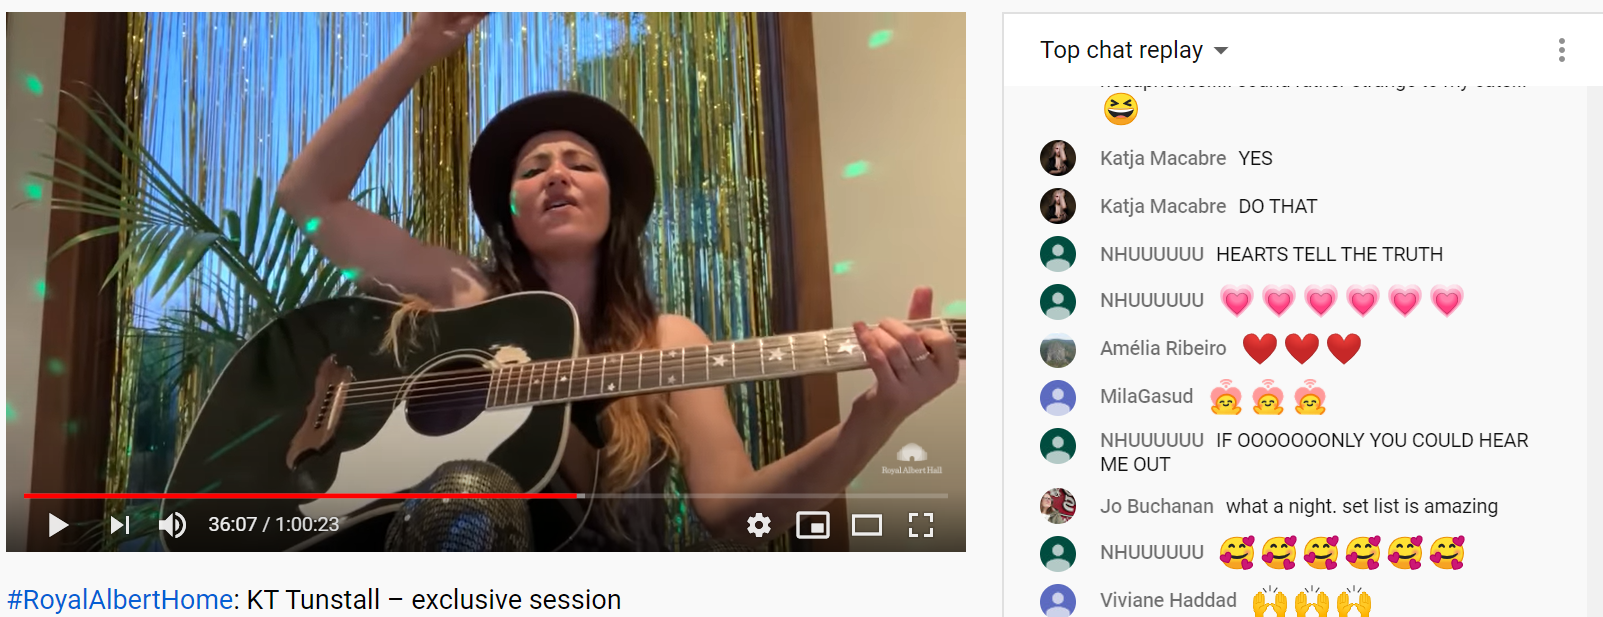 Royal Albert Hall
36:07 / 1:00:23
#RoyalAlbertHome: KT Tunstall – exclusive session
Top chat replay
Katja Macabre YES
Katja Macabre DO THAT
NHUUUUUU HEARTS TELL THE TRUTH
NHUUUUUU 💗💗💗💗💗💗
Amélia Ribeiro ❤️❤️❤️
MilaGasud
NHUUUUUU IF OOOOOOONLY YOU COULD HEAR
ME OUT
Jo Buchanan what a night. set list is amazing
NHUUUUUU 🥰🥰🥰🥰🥰🥰
Viviane Haddad 🙌🙌🙌